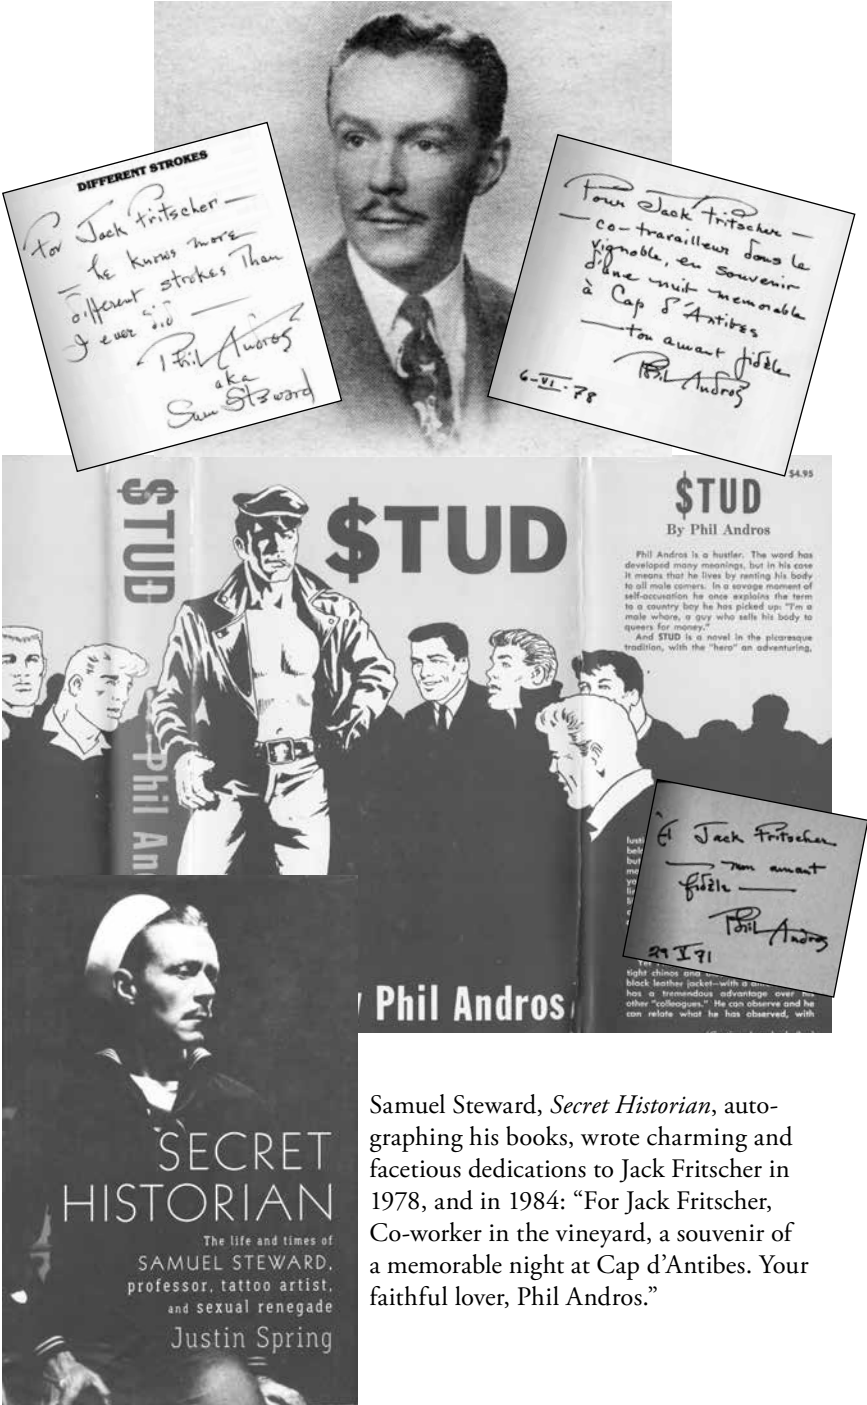 DIFFERENT STROKES
For Jack Fritscher —
— he knows more
different strokes than
I ever did —
Phil Andros
aka
Sam Steward
Pour Jack Fritscher —
— co-travailleur dans le
vignoble, en souvenir
d'une nuit memorable
à Cap d'Antibes
— ton amant fidèle
Phil Andros
6-VI-78
$TUD
Phil An
$TUD
Phil Andros
$4.95
$TUD
By Phil Andros
Phil Andros is a hustler. The word has
developed many meanings, but in his case
it means that he lives by renting his body
to all male comers. In a savage moment of
self-accusation he once explains the term
to a country boy he has picked up: "I'm a
male whore, a guy who sells his body to
queers for money."
And STUD is a novel in the picaresque
tradition, with the "hero" an adventuring,
Jack Fritscher
amant
fidèle —
Phil Andros
29 V 71
tight chinos and
black leather jacket—with a
has a tremendous advantage over his
other "colleagues." He can observe and he
can relate what he has observed, with
SECRET
HISTORIAN
The life and times of
SAMUEL STEWARD,
professor, tattoo artist,
and sexual renegade
Justin Spring
Samuel Steward, Secret Historian, auto-
graphing his books, wrote charming and
facetious dedications to Jack Fritscher in
1978, and in 1984: “For Jack Fritscher,
Co-worker in the vineyard, a souvenir of
a memorable night at Cap d’Antibes. Your
faithful lover, Phil Andros.”